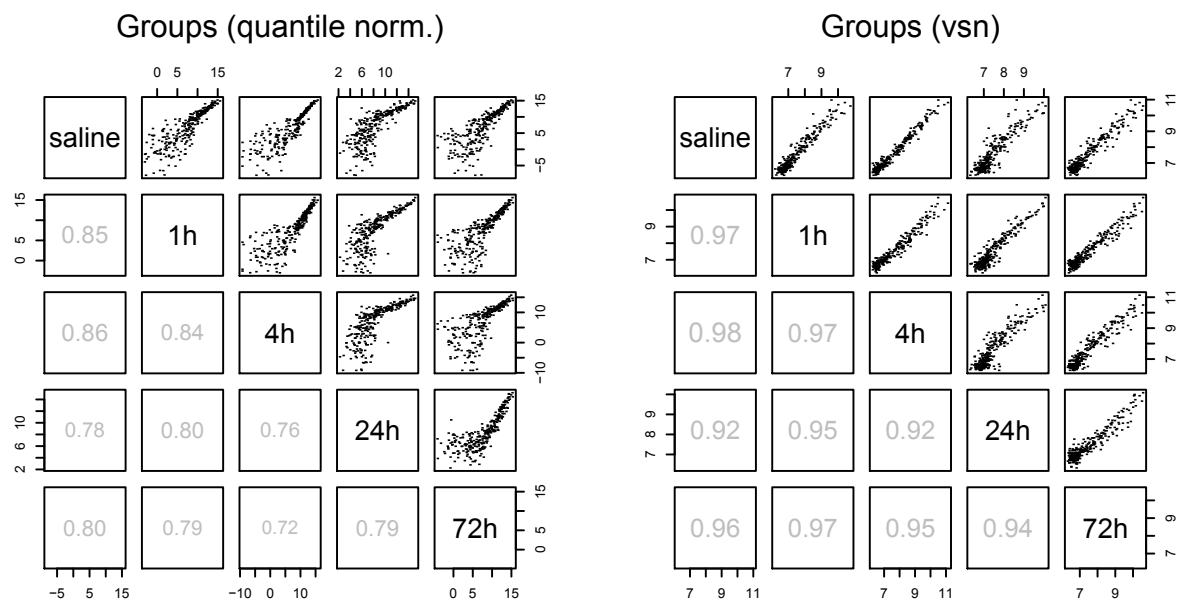 Groups (quantile norm.) Groups (vsn)
0 5 15 2 6 10 7 9 7 8 9
saline 15 5 −5 saline 11 9 7
15 5 0 0.85 1h 9 7 0.97 1h
0.86 0.84 4h 10 0 −10 0.98 0.97 4h 11 9 7
10 6 2 0.78 0.80 0.76 24h 9 8 7 0.92 0.95 0.92 24h
0.80 0.79 0.72 0.79 72h 15 5 0 0.96 0.97 0.95 0.94 72h 9 7
−5 5 15 −10 0 10 0 5 15 7 9 11 7 9 11 7 9